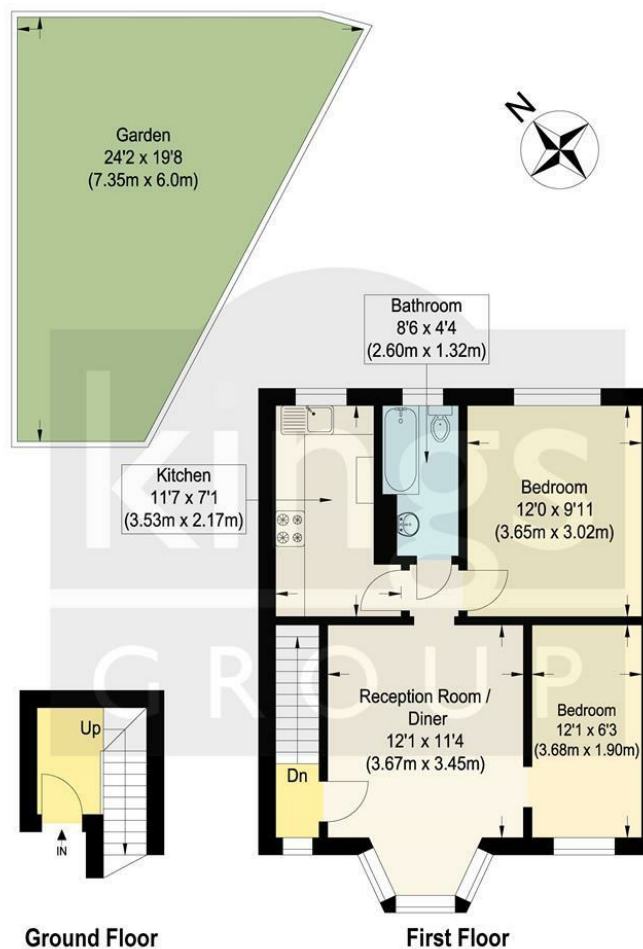 Garden
24'2 x 19'8
(7.35m x 6.0m)
N
Bathroom
8'6 x 4'4
(2.60m x 1.32m)
Kitchen
11'7 x 7'1
(3.53m x 2.17m)
Bedroom
12'0 x 9'11
(3.65m x 3.02m)
kings
GROUP
Reception Room /
Diner
12'1 x 11'4
(3.67m x 3.45m)
Bedroom
12'1 x 6'3
(3.68m x 1.90m)
Up
Dn
IN
Ground Floor
First Floor